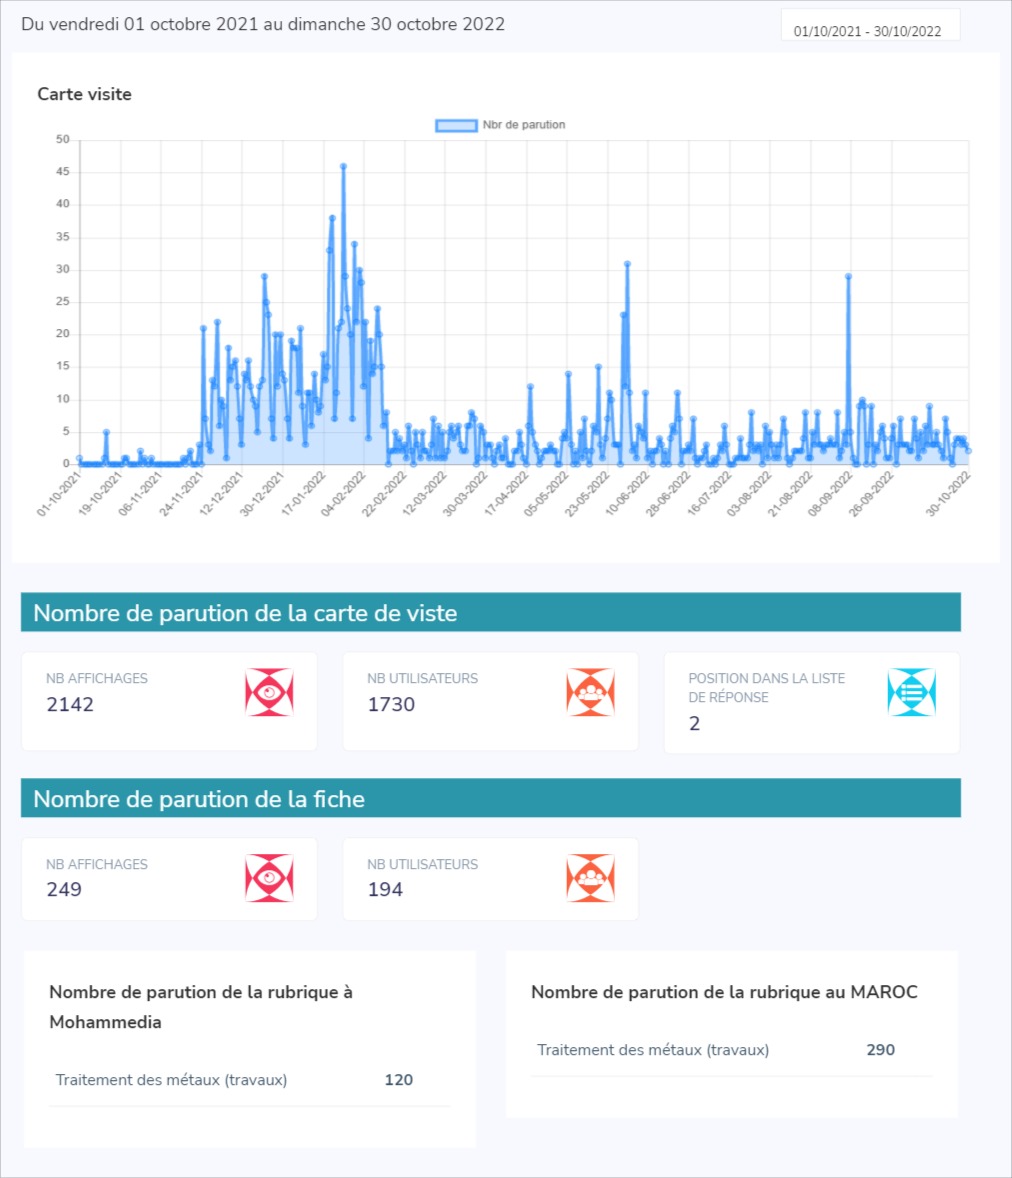 Du vendredi 01 octobre 2021 au dimanche 30 octobre 2022
01/10/2021 - 30/10/2022
Carte visite
Nbr de parution
50
45
40
35
30
25
20
15
10
5
0
01-10-2021
19-10-2021
06-11-2021
24-11-2021
12-12-2021
30-12-2021
17-01-2022
04-02-2022
22-02-2022
12-03-2022
30-03-2022
17-04-2022
05-05-2022
23-05-2022
10-06-2022
28-06-2022
16-07-2022
03-08-2022
21-08-2022
08-09-2022
26-09-2022
30-10-2022
Nombre de parution de la carte de viste
NB AFFICHAGES
2142
NB UTILISATEURS
1730
POSITION DANS LA LISTE
DE RÉPONSE
2
Nombre de parution de la fiche
NB AFFICHAGES
249
NB UTILISATEURS
194
Nombre de parution de la rubrique à
Mohammedia
Traitement des métaux (travaux) 120
Nombre de parution de la rubrique au MAROC
Traitement des métaux (travaux) 290